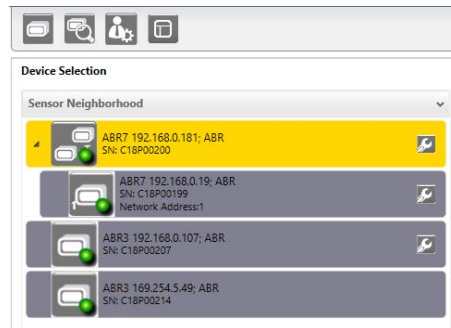 Device Selection
Sensor Neighborhood
ABR7 192.168.0.181; ABR
SN: C18P00200
ABR7 192.168.0.19; ABR
SN: C18P00199
Network Address:1
1
ABR3 192.168.0.107; ABR
SN: C18P00207
ABR3 169.254.5.49; ABR
SN: C18P00214